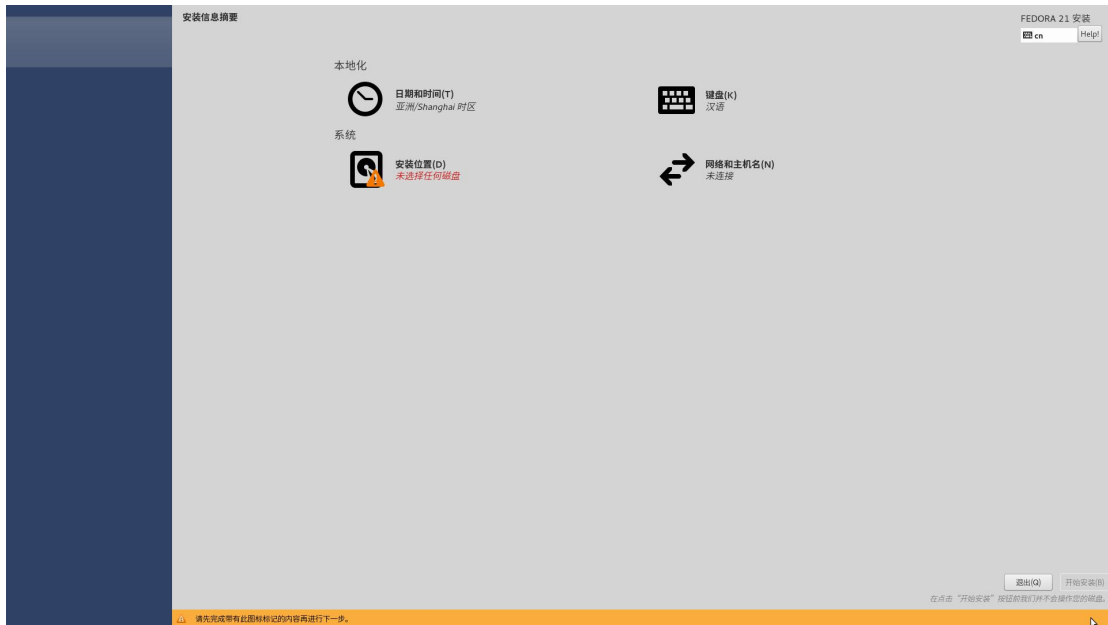 安装信息摘要
FEDORA 21 安装
cn
Help!
本地化
日期和时间(T)
亚洲/Shanghai 时区
键盘(K)
汉语
系统
安装位置(D)
未选择任何磁盘
网络和主机名(N)
未连接
退出(Q)
开始安装(B)
在点击“开始安装”按钮前我们并不会操作您的磁盘。
请先完成带有此图标标记的内容再进行下一步。